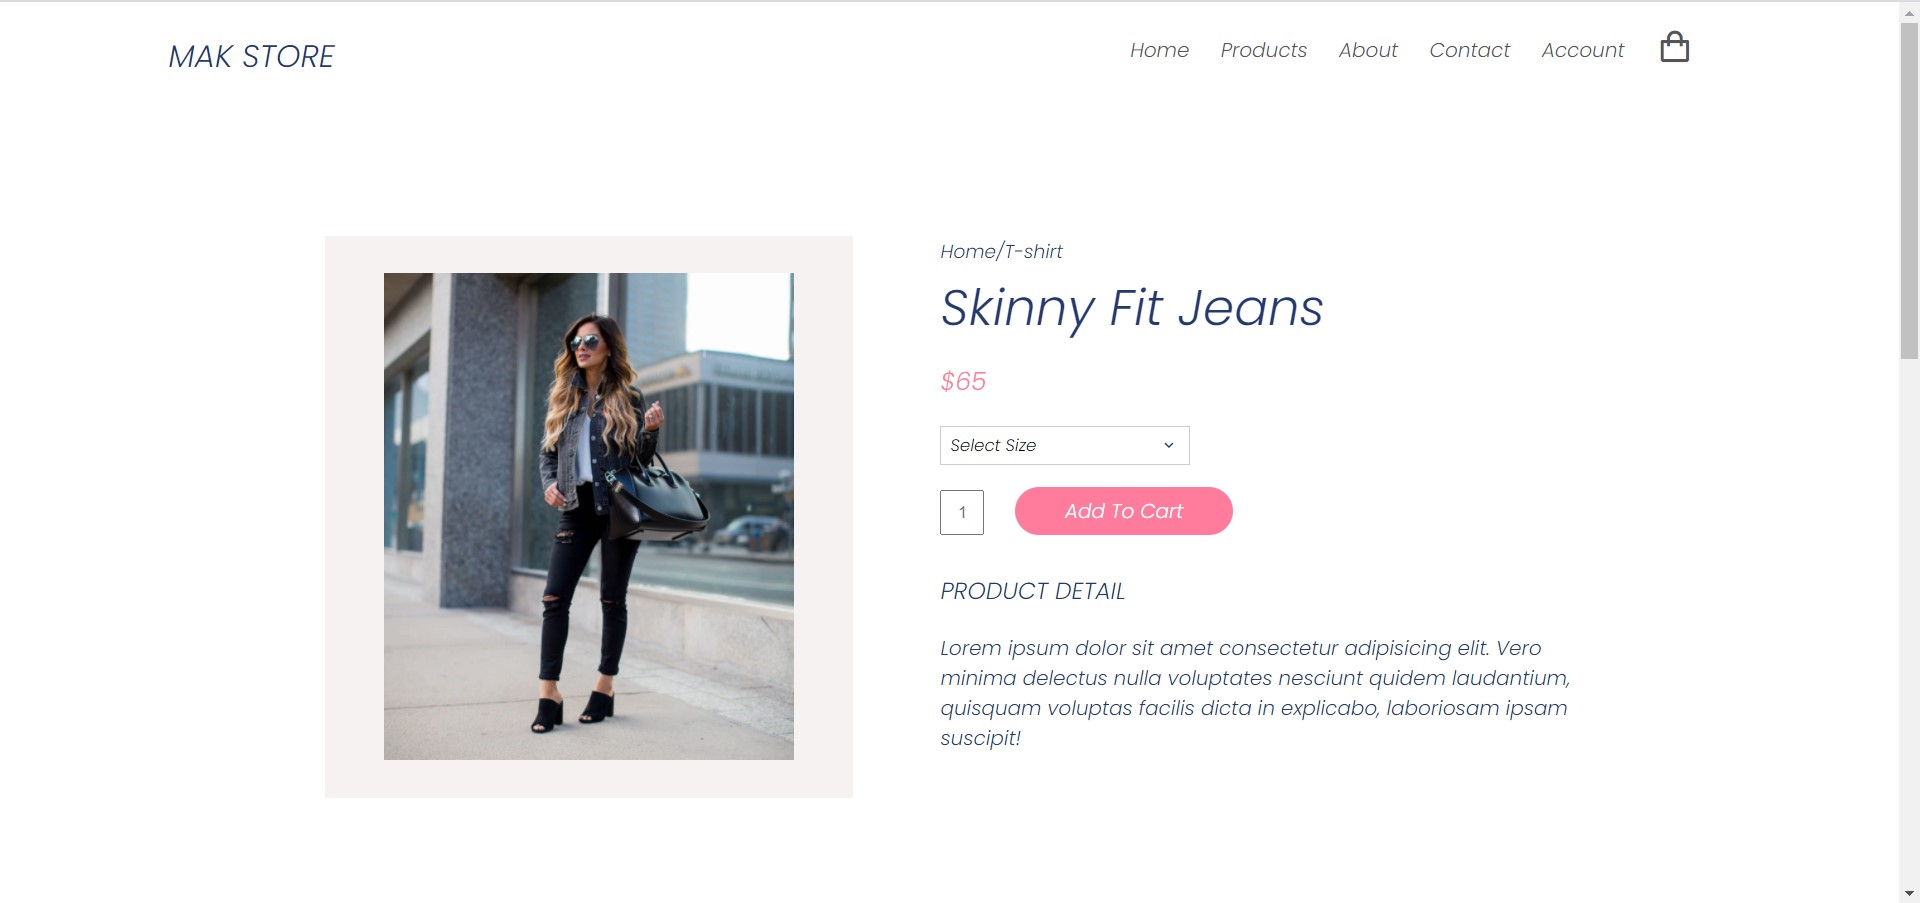 MAK STORE
Home Products About Contact Account
Home/T-shirt
Skinny Fit Jeans
$65
Select Size
1 Add To Cart
PRODUCT DETAIL
Lorem ipsum dolor sit amet consectetur adipisicing elit. Vero
minima delectus nulla voluptates nesciunt quidem laudantium,
quisquam voluptas facilis dicta in explicabo, laboriosam ipsam
suscipit!